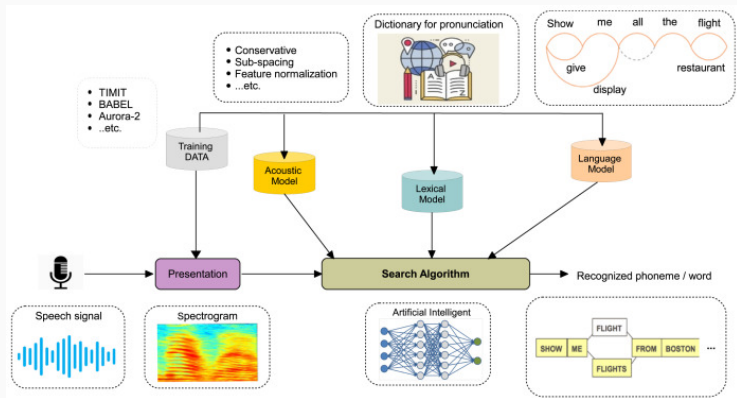 • Conservative
• Sub-spacing
• Feature normalization
• ...etc.
Dictionary for pronunciation
A
Z
Show me all the flight
give
restaurant
display
• TIMIT
• BABEL
• Aurora-2
• ..etc.
Training
DATA
Acoustic
Model
Lexical
Model
Language
Model
Presentation
Search Algorithm
Recognized phoneme / word
Speech signal
Spectrogram
Artificial Intelligent
FLIGHT
SHOW ME FROM BOSTON ...
FLIGHTS